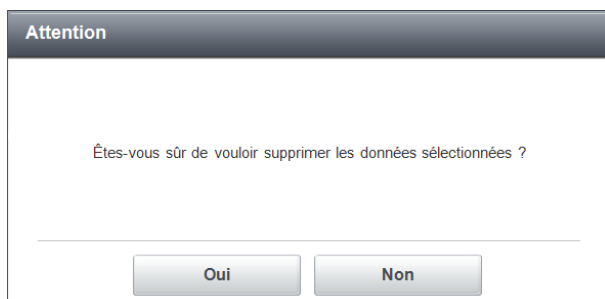 Attention
Êtes-vous sûr de vouloir supprimer les données sélectionnées ?
Oui Non